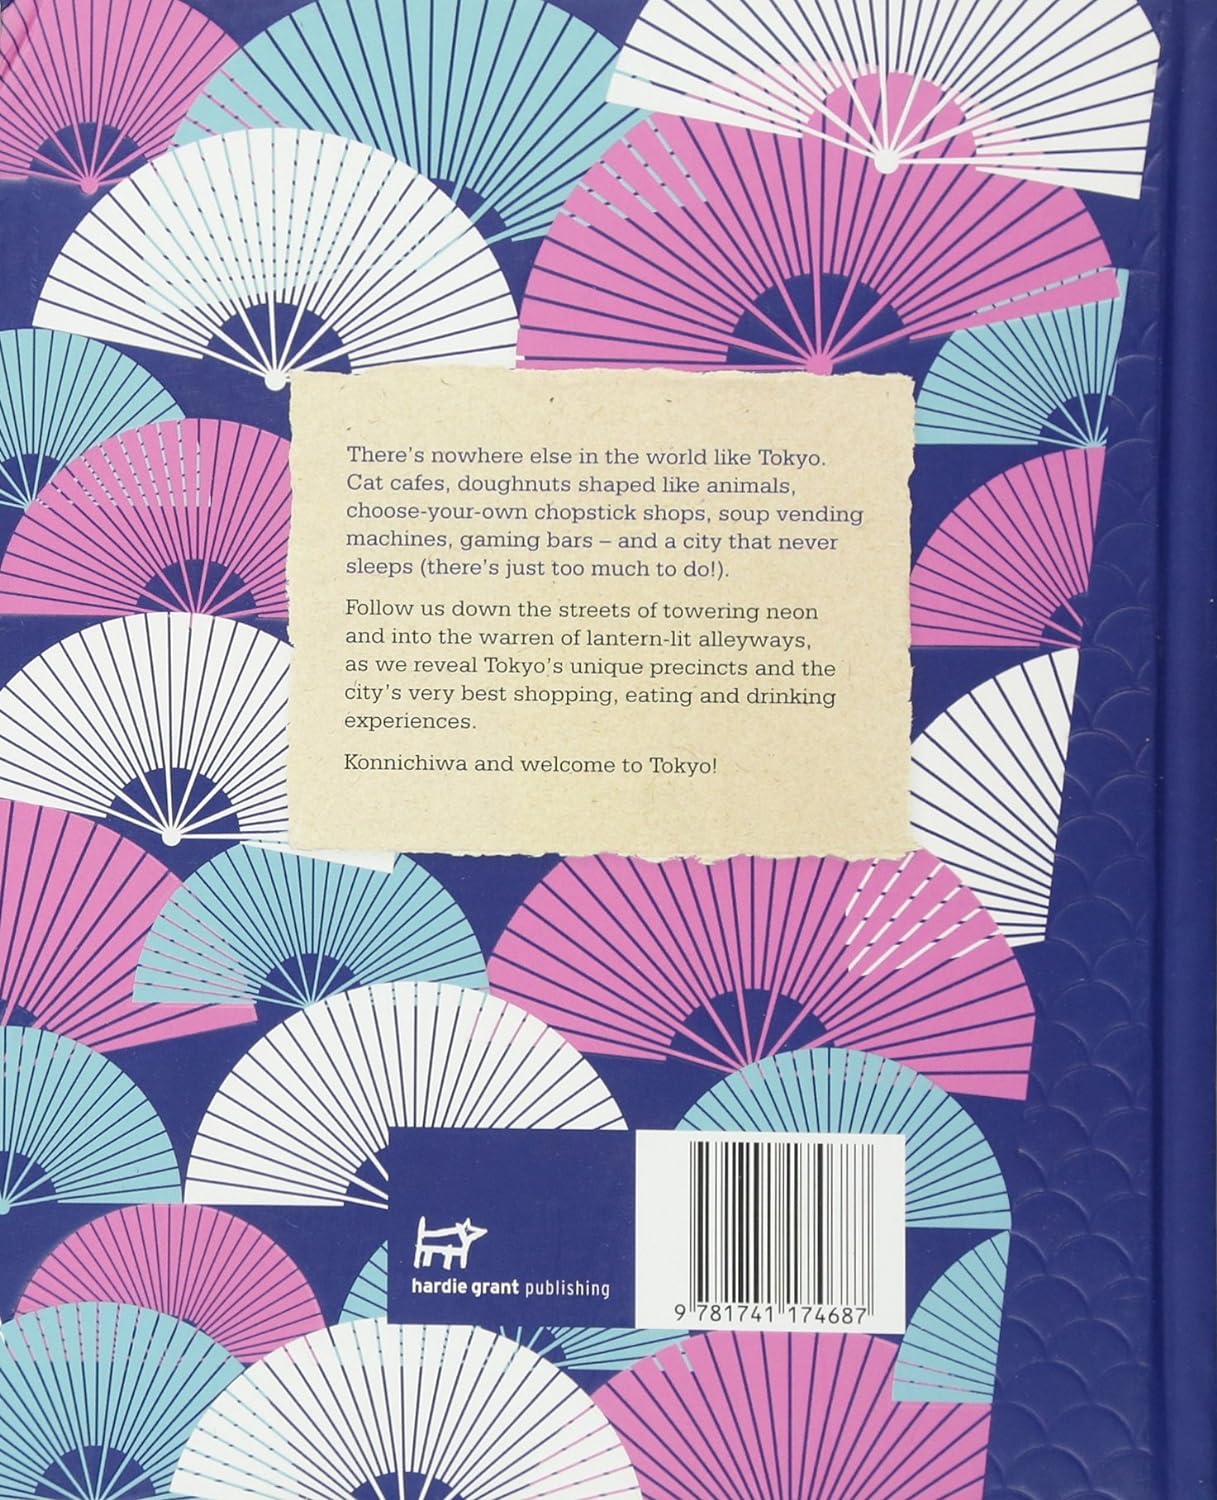 There's nowhere else in the world like Tokyo.
Cat cafes, doughnuts shaped like animals,
choose-your-own chopstick shops, soup vending
machines, gaming bars – and a city that never
sleeps (there's just too much to do!).
Follow us down the streets of towering neon
and into the warren of lantern-lit alleyways,
as we reveal Tokyo's unique precincts and the
city's very best shopping, eating and drinking
experiences.
Konnichiwa and welcome to Tokyo!
hardie grant publishing
9 781741 174687